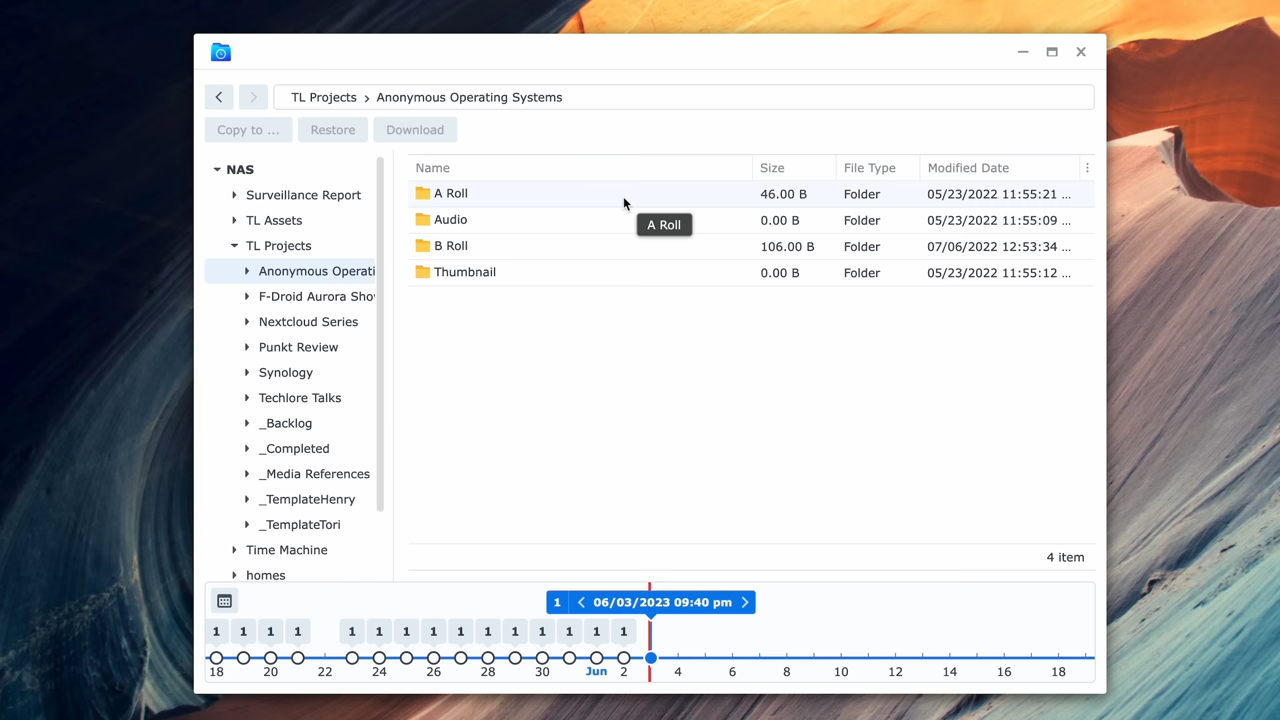 TL Projects › Anonymous Operating Systems
Copy to ... Restore Download
NAS
Surveillance Report
TL Assets
TL Projects
Anonymous Operati
F-Droid Aurora Sho
Nextcloud Series
Punkt Review
Synology
Techlore Talks
_Backlog
_Completed
_Media References
_TemplateHenry
_TemplateTori
Time Machine
homes
Name Size File Type Modified Date
A Roll 46.00 B Folder 05/23/2022 11:55:21 ...
Audio 0.00 B Folder 05/23/2022 11:55:09 ...
A Roll
B Roll 106.00 B Folder 07/06/2022 12:53:34 ...
Thumbnail 0.00 B Folder 05/23/2022 11:55:12 ...
4 item
1 06/03/2023 09:40 pm
1 1 1 1 1 1 1 1 1 1 1 1 1 1 1
18 20 22 24 26 28 30 Jun 2 4 6 8 10 12 14 16 18